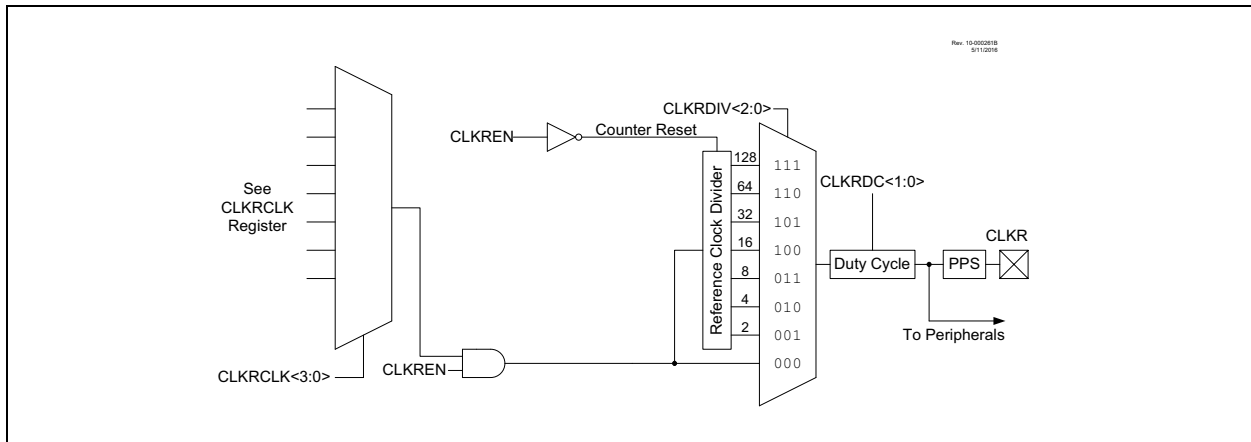 Rev. 10-000261B
5/11/2016
CLKRDIV<2:0>
CLKREN
Counter Reset
See
CLKRCLK
Register
Reference Clock Divider
128
64
32
16
8
4
2
111
110
101
100
011
010
001
000
CLKRDC<1:0>
Duty Cycle
PPS
CLKR
To Peripherals
CLKREN
CLKRCLK<3:0>